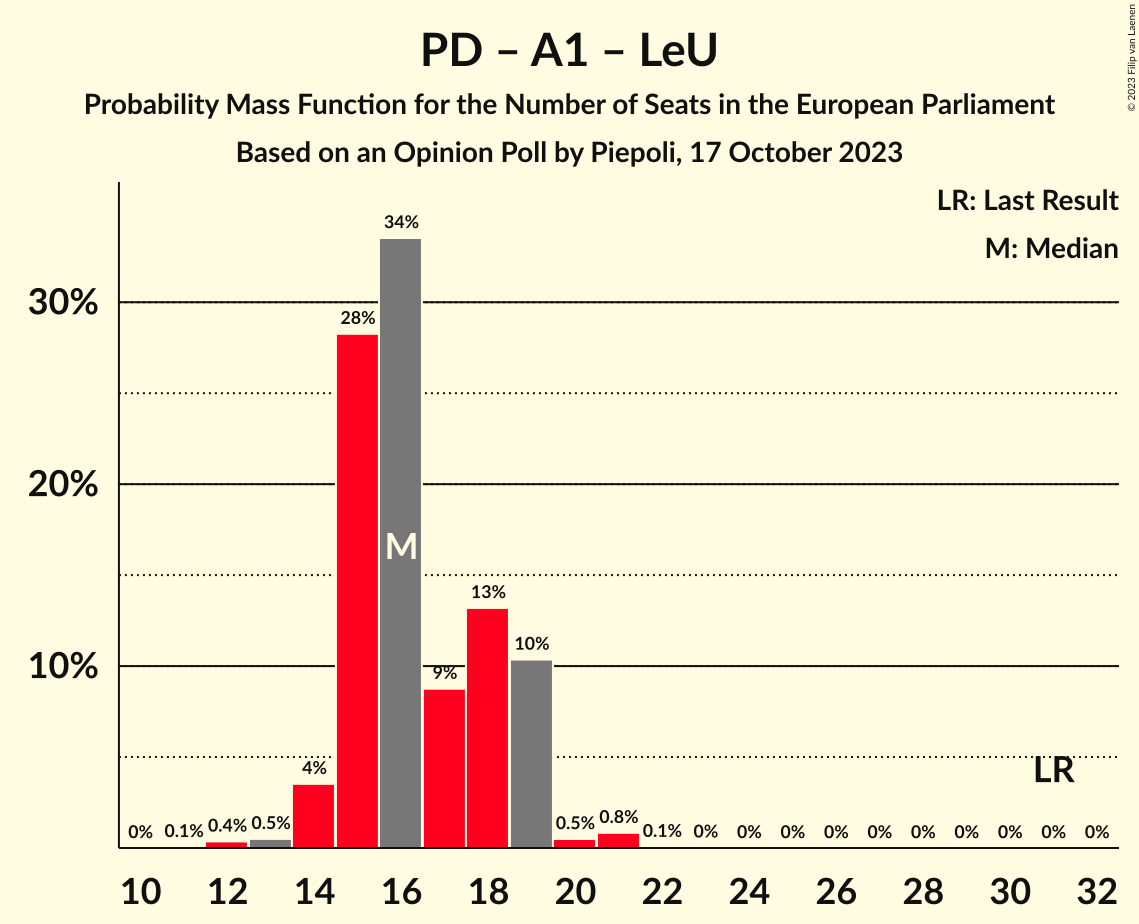 PD – A1 – LeU
Probability Mass Function for the Number of Seats in the European Parliament
Based on an Opinion Poll by Piepoli, 17 October 2023
© 2023 Filip van Laenen
LR: Last Result
M: Median
34%
30%
28%
20%
M
13%
10%
10%
9%
4%
LR
0% 0.1% 0.4% 0.5% 0.5% 0.8% 0.1% 0% 0% 0% 0% 0% 0% 0% 0% 0% 0%
10 12 14 16 18 20 22 24 26 28 30 32